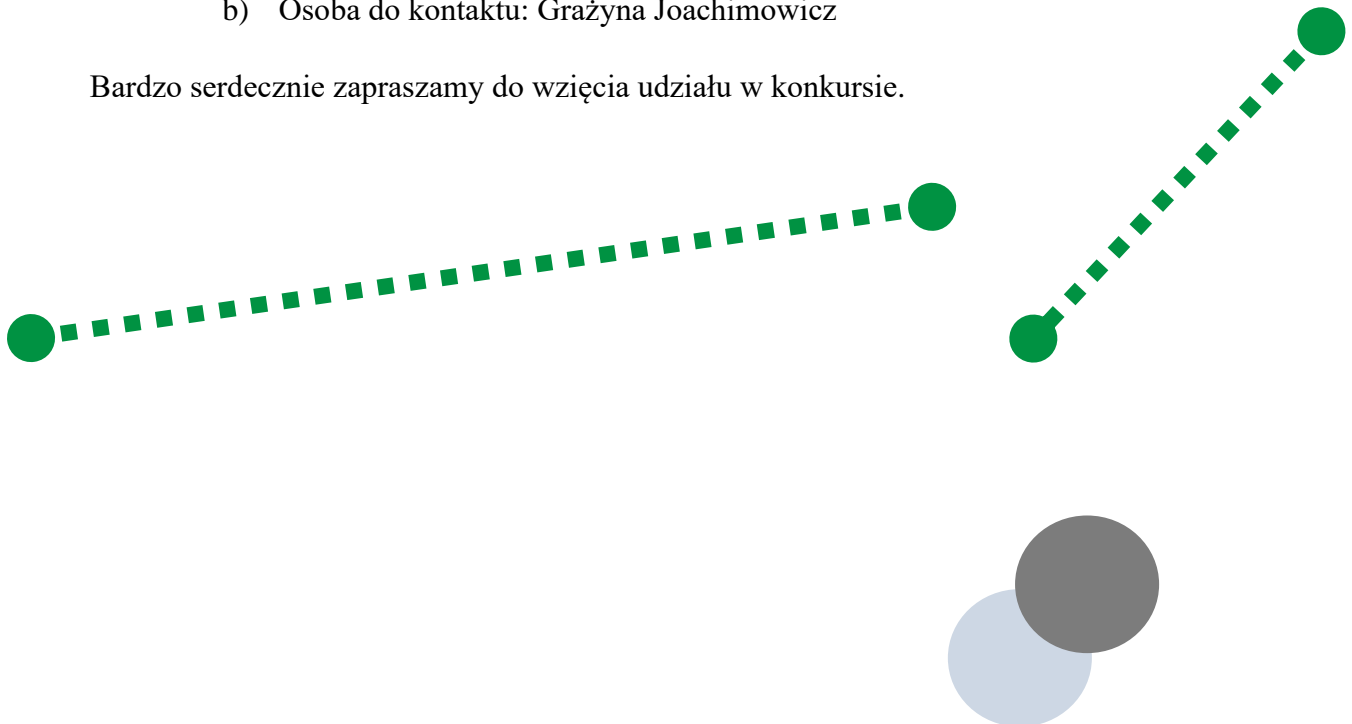 b) Osoba do kontaktu: Grażyna Joachimowicz
Bardzo serdecznie zapraszamy do wzięcia udziału w konkursie.